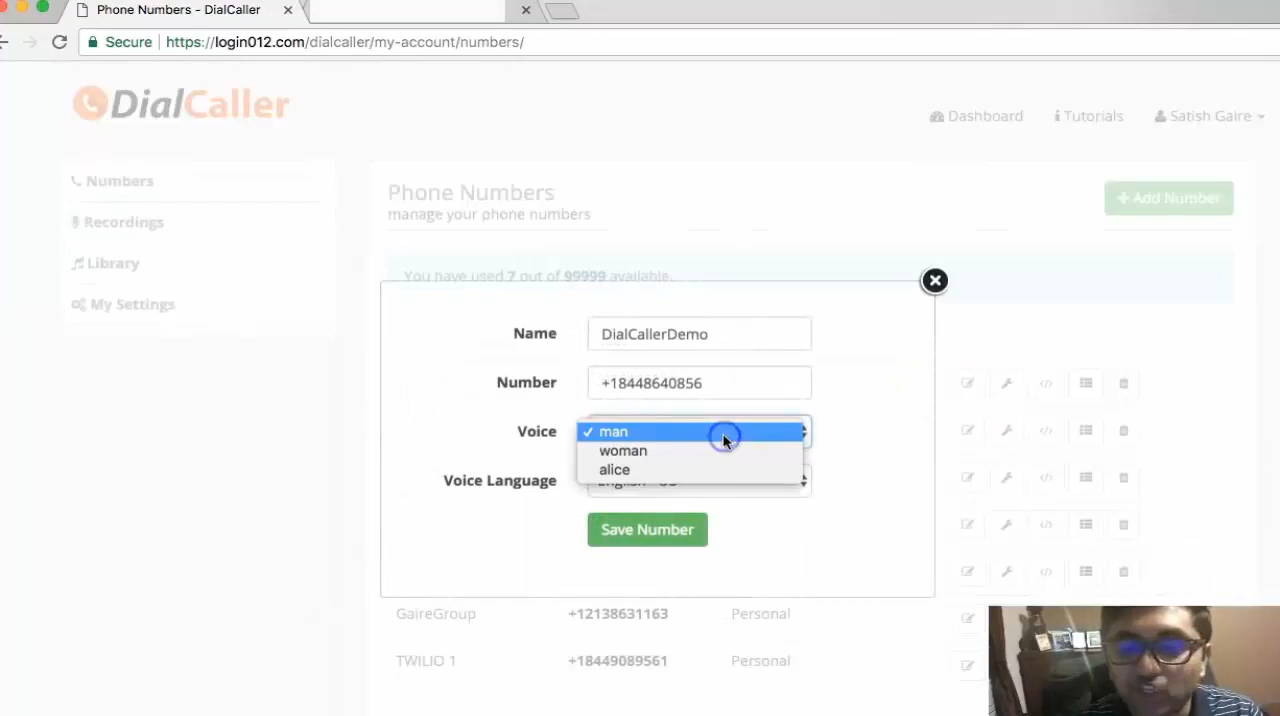 Phone Numbers - DialCaller
Secure https://login012.com/dialcaller/my-account/numbers/
DialCaller
Dashboard
Tutorials
Satish Gaire
Numbers
Recordings
Library
My Settings
Phone Numbers
manage your phone numbers
Add Number
You have used 7 out of 99999 available.
Name DialCallerDemo
Number +18448640856
Voice man
woman
alice
Voice Language English - US
Save Number
GaireGroup +12138631163 Personal
TWILIO 1 +18449089561 Personal